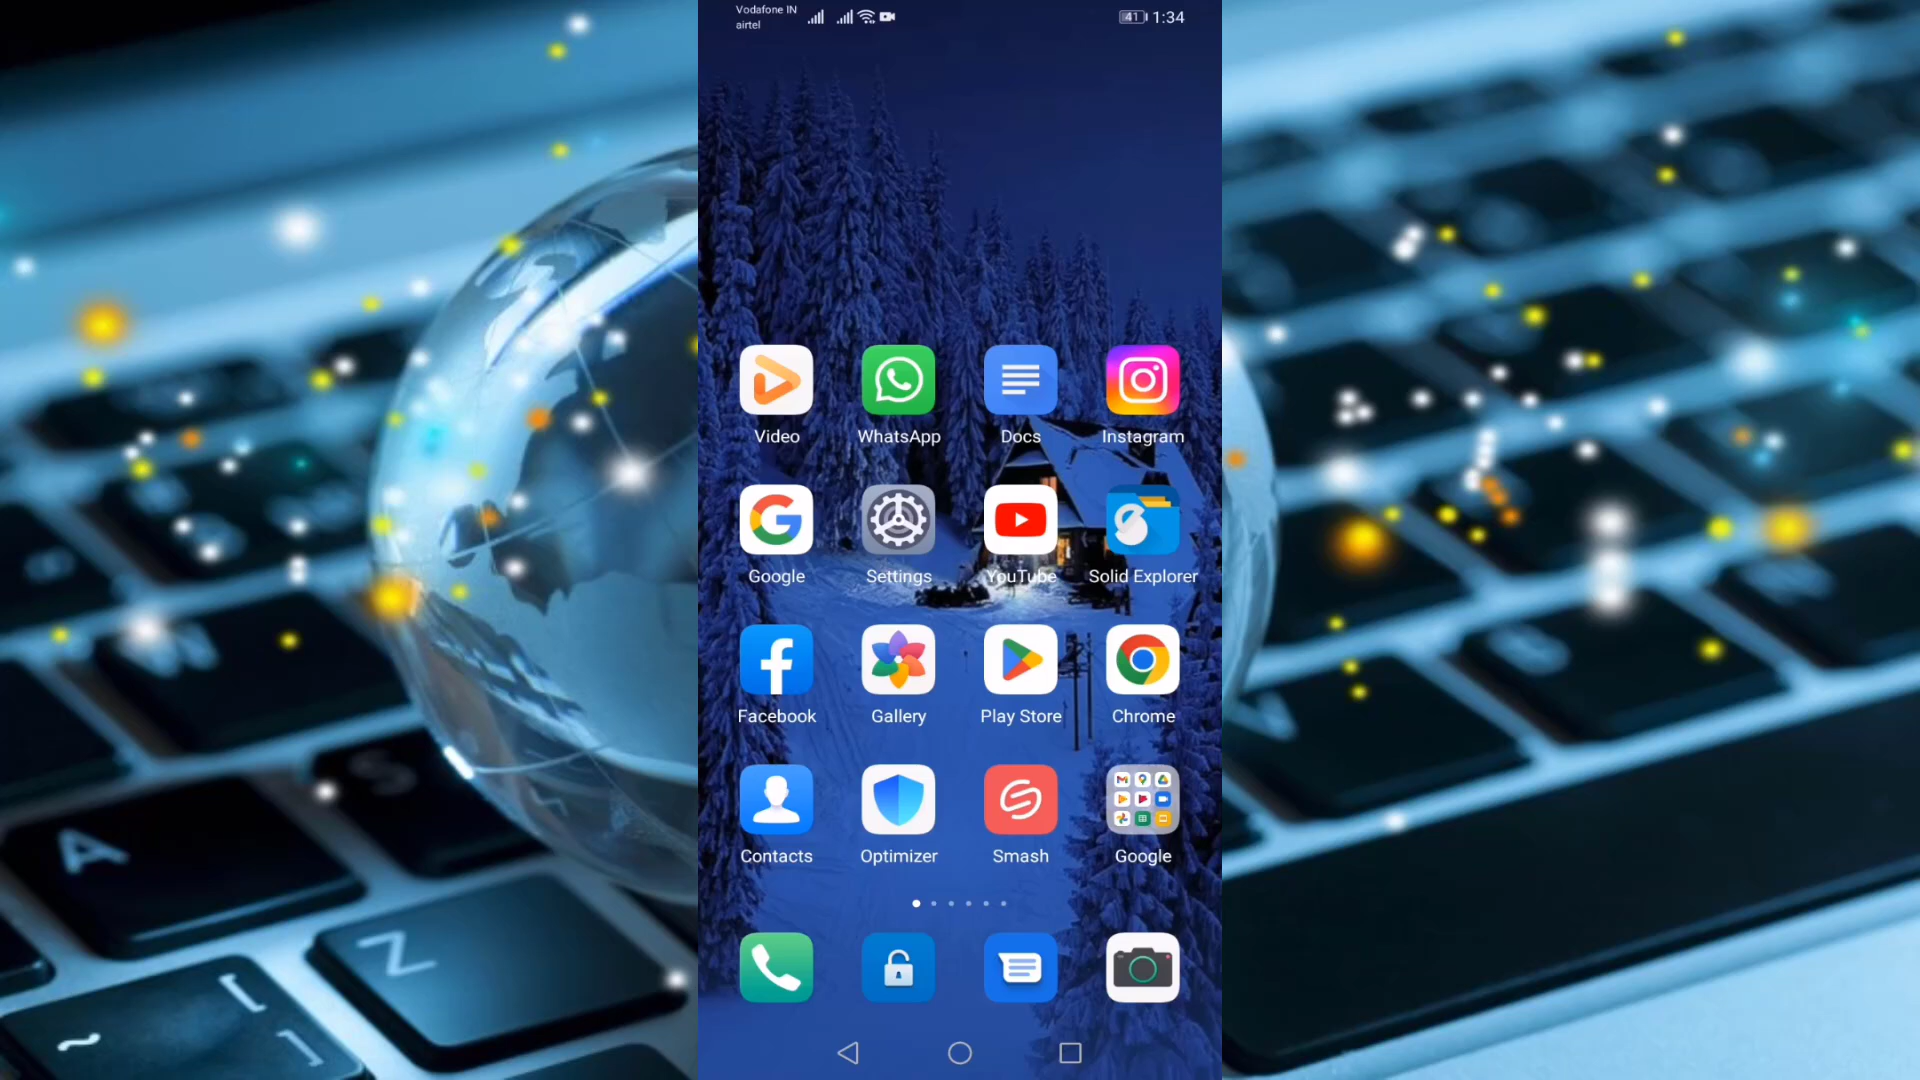 Vodafone IN
airtel
41 1:34
Video WhatsApp Docs Instagram
Google Settings YouTube Solid Explorer
Facebook Gallery Play Store Chrome
Contacts Optimizer Smash Google
W
S
A
Z
~
[
]